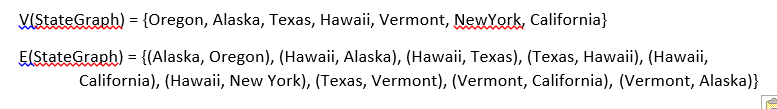 V(StateGraph) = {Oregon, Alaska, Texas, Hawaii, Vermont, NewYork, California}
E(StateGraph) = {(Alaska, Oregon), (Hawaii, Alaska), (Hawaii, Texas), (Texas, Hawaii), (Hawaii,
California), (Hawaii, New York), (Texas, Vermont), (Vermont, California), (Vermont, Alaska)}